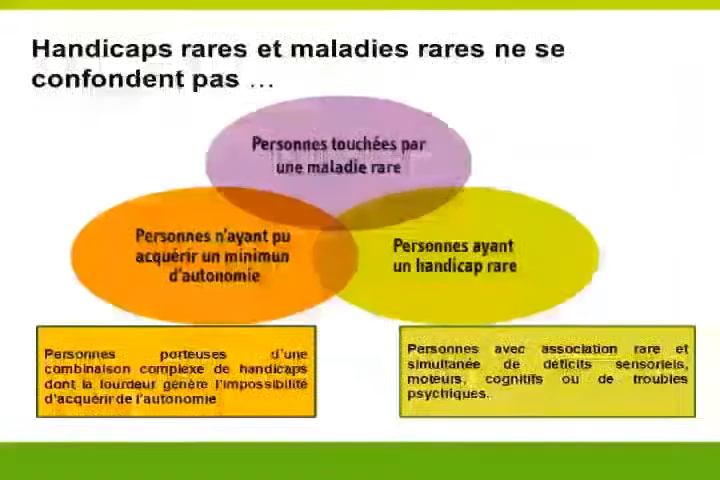 Handicaps rares et maladies rares ne se
confondent pas …
Personnes touchées par
une maladie rare
Personnes n'ayant pu
acquérir un minimun
d'autonomie
Personnes ayant
un handicap rare
Personnes porteuses d'une
combinaison complexe de handicaps
dont la lourdeur génère l'impossibilité
d'acquérir de l'autonomie
Personnes avec association rare et
simultanée de déficits sensoriels,
moteurs, cognitifs ou de troubles
psychiques.